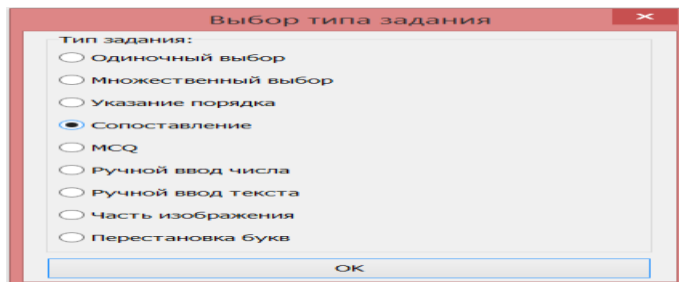 Выбор типа задания
Тип задания:
Одиночный выбор
Множественный выбор
Указание порядка
Сопоставление
MCQ
Ручной ввод числа
Ручной ввод текста
Часть изображения
Перестановка букв
OK